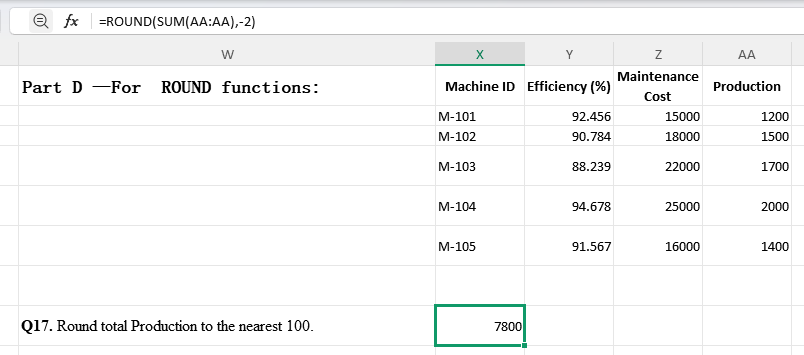 fx =ROUND(SUM(AA:AA),-2)
W X Y Z AA
Part D —For ROUND functions: Machine ID Efficiency (%) Maintenance Cost Production
M-101 92.456 15000 1200
M-102 90.784 18000 1500
M-103 88.239 22000 1700
M-104 94.678 25000 2000
M-105 91.567 16000 1400
Q17. Round total Production to the nearest 100. 7800